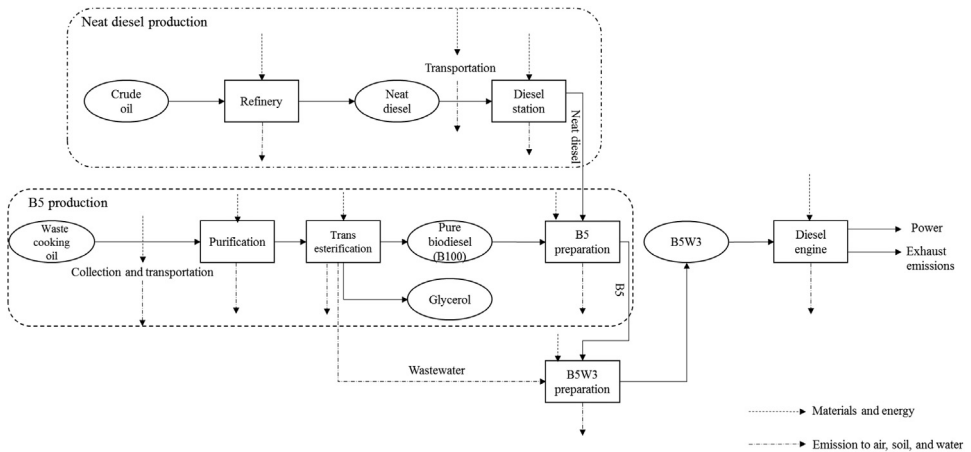 Neat diesel production
Transportation
Crude
oil
Refinery
Neat
diesel
Diesel
station
Neat diesel
B5 production
Waste
cooking
oil
Collection and transportation
Purification
Trans
esterification
Pure
biodiesel
(B100)
Glycerol
B5
preparation
B5
B5W3
Diesel
engine
Power
Exhaust
emissions
Wastewater
B5W3
preparation
Materials and energy
Emission to air, soil, and water